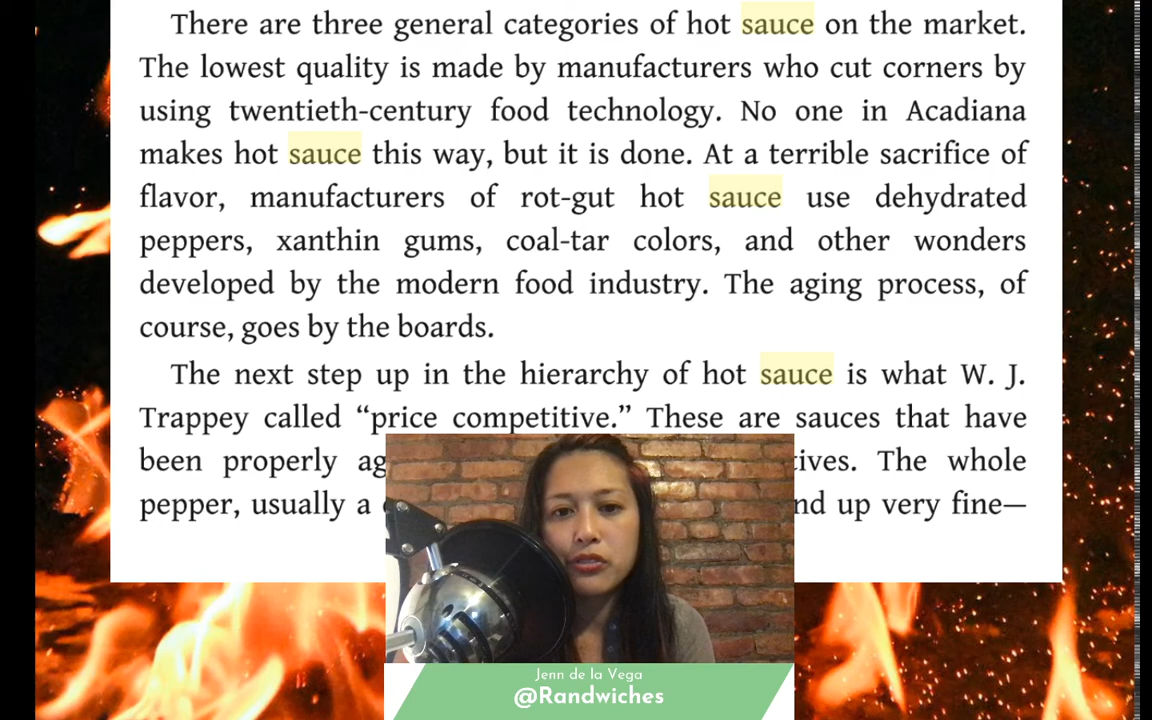 There are three general categories of hot sauce on the market.
The lowest quality is made by manufacturers who cut corners by
using twentieth-century food technology. No one in Acadiana
makes hot sauce this way, but it is done. At a terrible sacrifice of
flavor, manufacturers of rot-gut hot sauce use dehydrated
peppers, xanthin gums, coal-tar colors, and other wonders
developed by the modern food industry. The aging process, of
course, goes by the boards.
The next step up in the hierarchy of hot sauce is what W. J.
Trappey called “price competitive.” These are sauces that have
been properly The whole
pepper, usually a up very fine—
Jenn de la Vega
@Randwiches